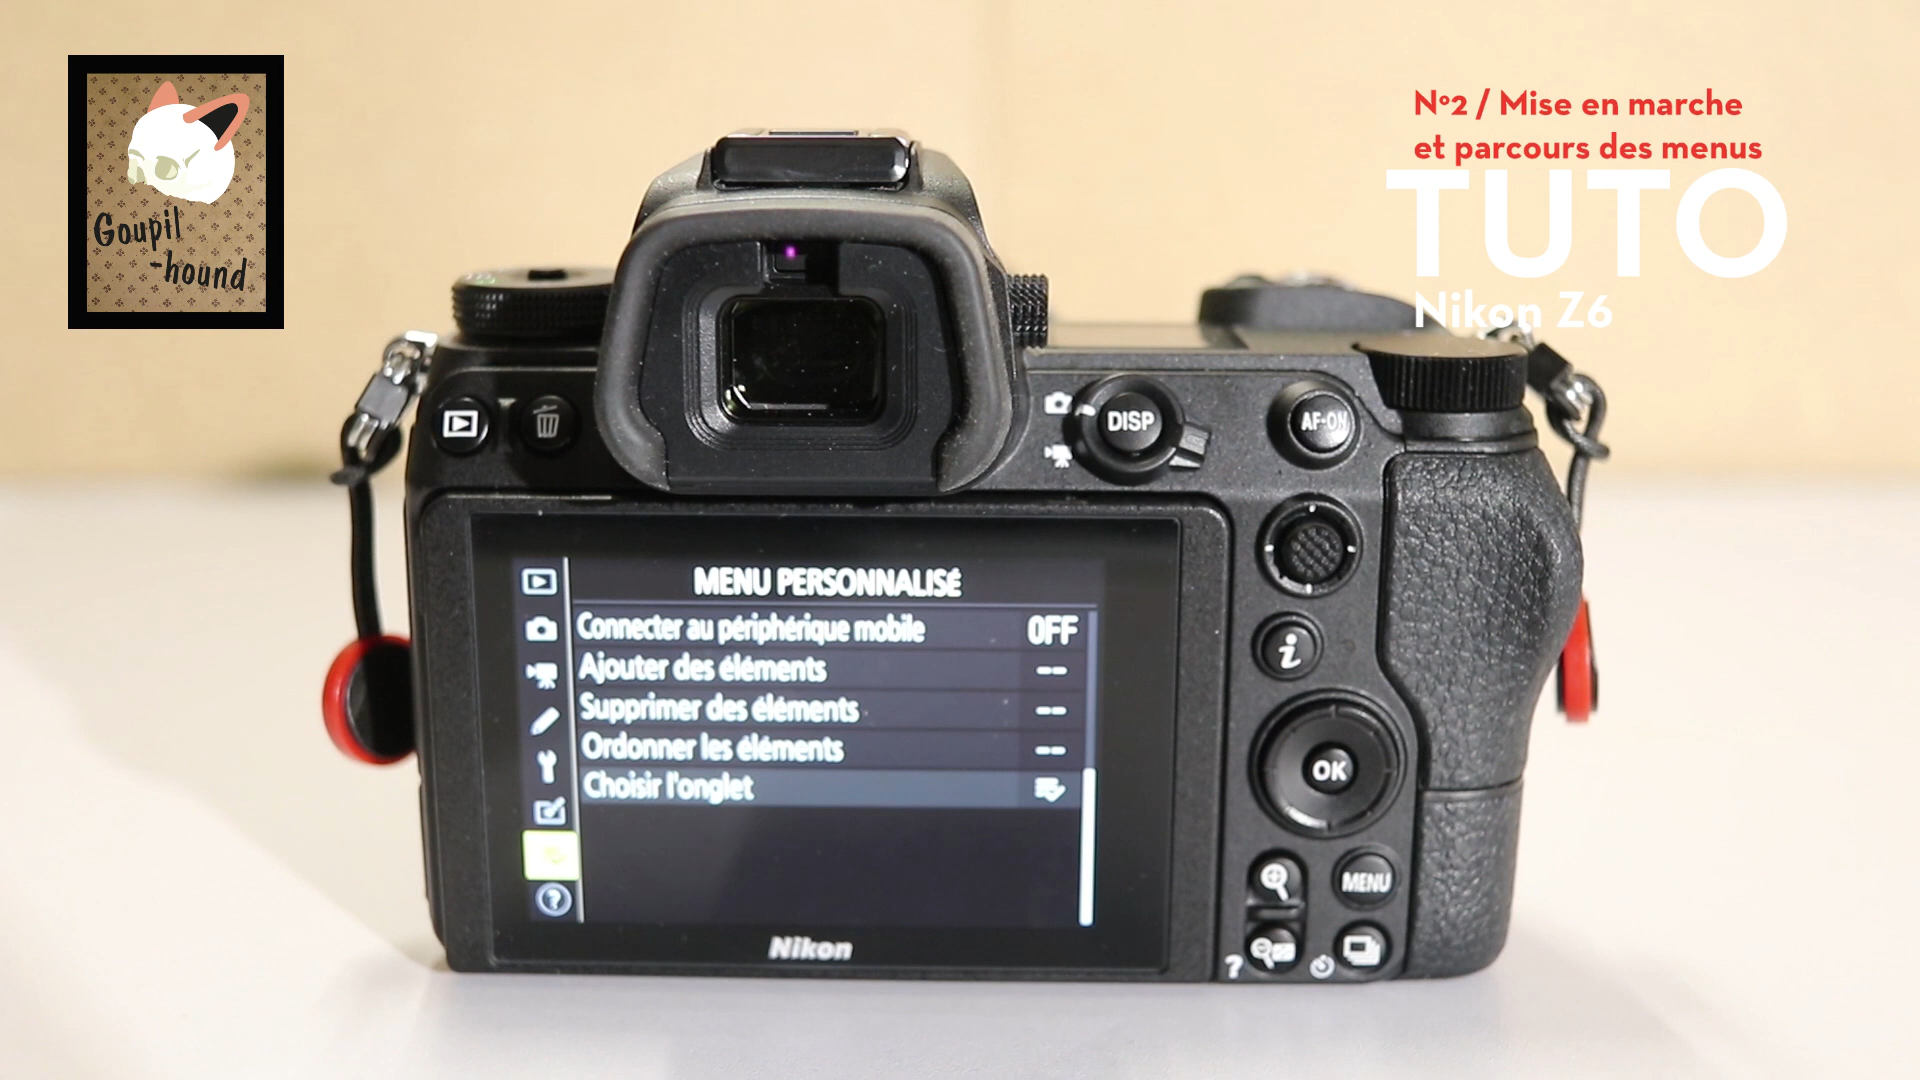 Goupil
-hound
N°2 / Mise en marche
et parcours des menus
TUTO
Nikon Z6
DISP
AF-ON
MENU PERSONNALISÉ
Connecter au périphérique mobile OFF
Ajouter des éléments --
Supprimer des éléments --
Ordonner les éléments --
Choisir l'onglet
i
OK
MENU
?
?
Nikon